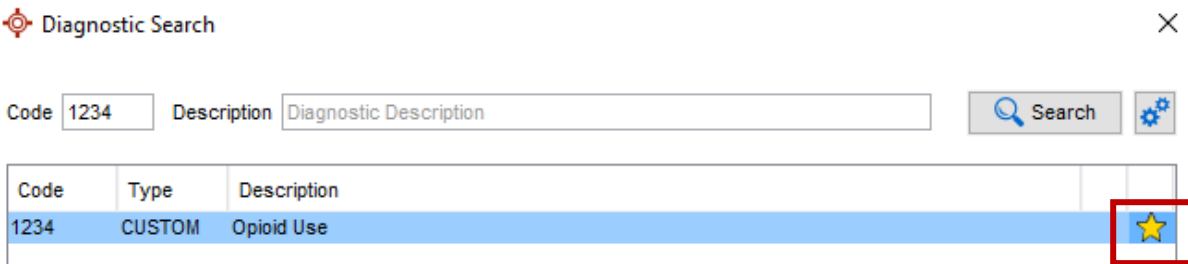 Diagnostic Search
Code 1234 Description Diagnostic Description Search
Code Type Description
1234 CUSTOM Opioid Use